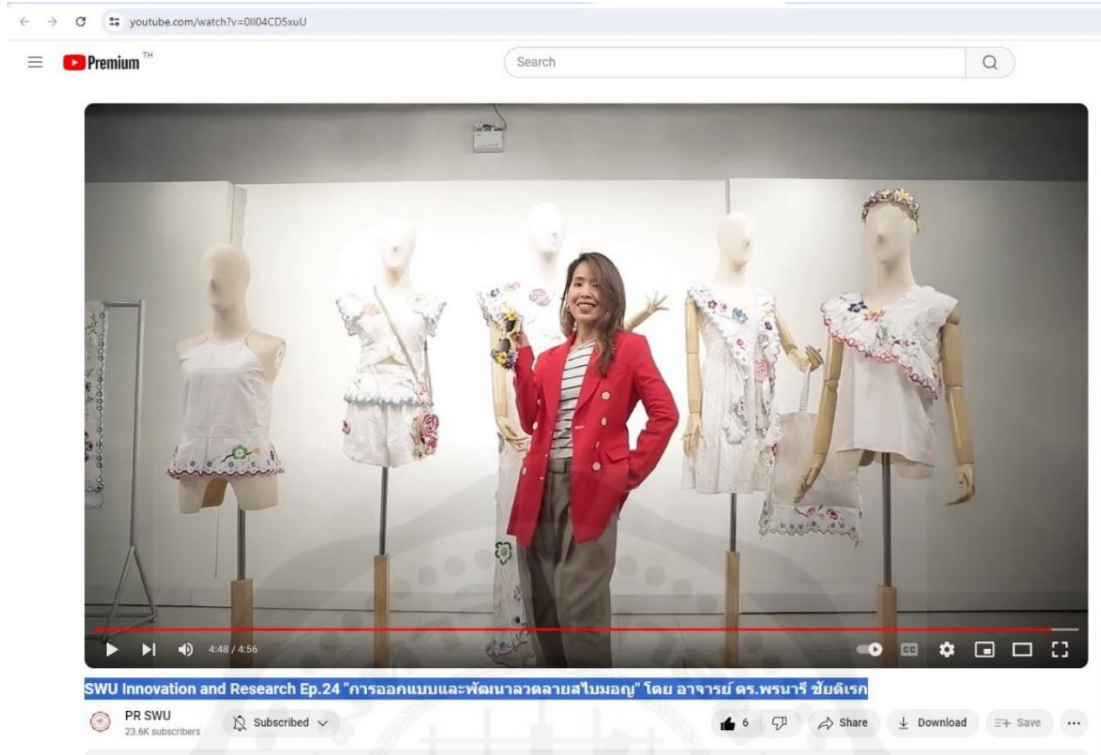 youtube.com/watch?v=0II04CD5xuU
Premium TH
Search
4:48 / 4:56
CC
SWU Innovation and Research Ep.24 "การออกแบบและพัฒนาลวดลายสไบมอญ" โดย อาจารย์ ดร.พรนารี ชัยดิเรก
PR SWU
23.6K subscribers
Subscribed
6
Share
Download
Save